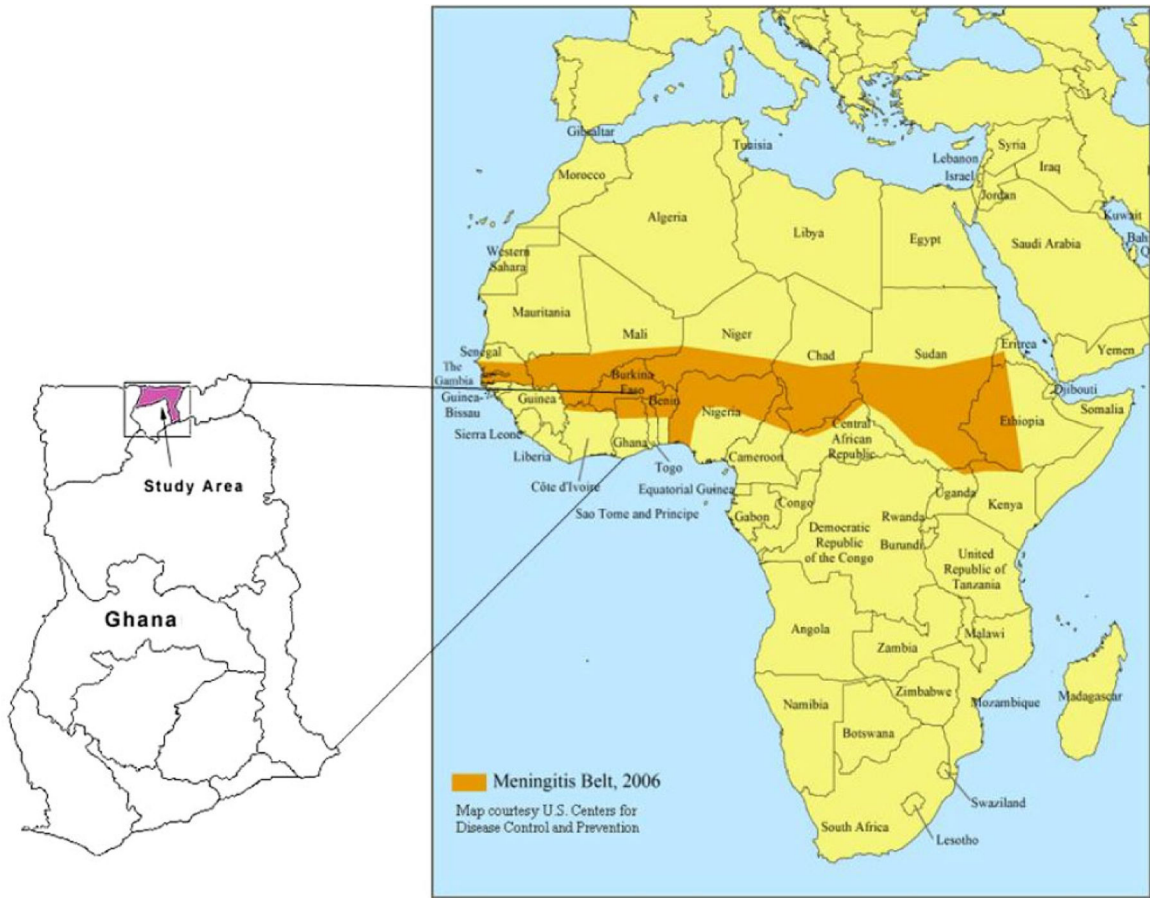 Study Area
Ghana
Gibraltar
Tunisia
Morocco
Algeria
Libya
Egypt
Western
Sahara
Lebanon
Israel
Syria
Iraq
Jordan
Kuwait
Bah
Q
Saudi Arabia
Yemen
Mauritania
Mali
Niger
Chad
Sudan
Eritrea
Djibouti
Somalia
Ethiopia
Senegal
The
Gambia
Guinea-
Bissau
Guinea
Sierra Leone
Liberia
Burkina
Faso
Benin
Nigeria
Ghana
Togo
Côte d'Ivoire
Cameroon
Central
African
Republic
Equatorial Guinea
Sao Tome and Principe
Gabon
Congo
Democratic
Republic
of the Congo
Uganda
Kenya
Rwanda
Burundi
United
Republic of
Tanzania
Angola
Zambia
Malawi
Zimbabwe
Mozambique
Madagascar
Namibia
Botswana
Swaziland
Lesotho
South Africa
Meningitis Belt, 2006
Map courtesy U.S. Centers for
Disease Control and Prevention